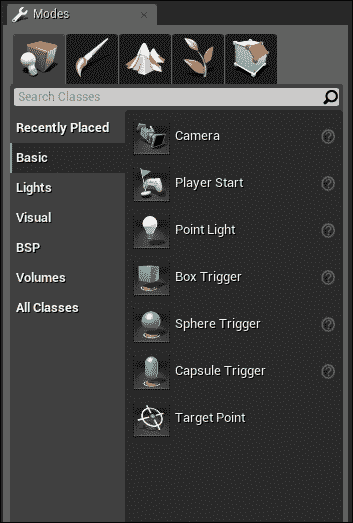 Modes
Search Classes
Recently Placed
Basic
Lights
Visual
BSP
Volumes
All Classes
Camera
Player Start
Point Light
Box Trigger
Sphere Trigger
Capsule Trigger
Target Point